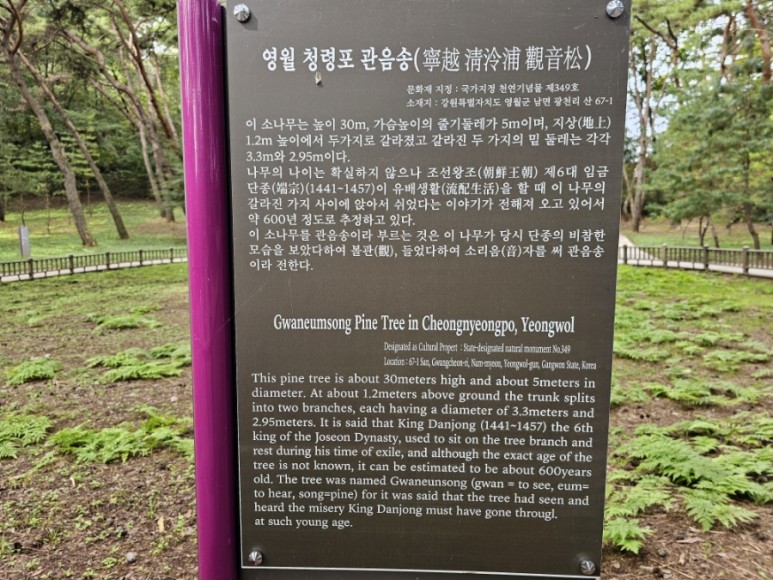 영월 청령포 관음송(寧越 淸泠浦 觀音松)
문화재 지정 : 국가지정 천연기념물 제349호
소재지 : 강원특별자치도 영월군 남면 광천리 산 67-1
이 소나무는 높이 30m, 가슴높이의 줄기둘레가 5m이며, 지상(地上)
1.2m 높이에서 두가지로 갈라졌고 갈라진 두 가지의 밑 둘레는 각각
3.3m와 2.95m이다.
나무의 나이는 확실하지 않으나 조선왕조(朝鮮王朝) 제6대 임금
단종(端宗)(1441~1457)이 유배생활(流配生活)을 할 때 이 나무의
갈라진 가지 사이에 앉아서 쉬었다는 이야기가 전해져 오고 있어서
약 600년 정도로 추정하고 있다.
이 소나무를 관음송이라 부르는 것은 이 나무가 당시 단종의 비참한
모습을 보았다하여 볼관(觀), 들었다하여 소리음(音)자를 써 관음송
이라 전한다.
Gwaneumsong Pine Tree in Cheongnyeongpo, Yeongwol
Designated as Cultural Propert : State-designated natural monument No.349
Location : 67-1 San, Gwangcheon-ri, Nam-myeon, Yeongwol-gun, Gangwon State, Korea
This pine tree is about 30meters high and about 5meters in
diameter. At about 1.2meters above ground the trunk splits
into two branches, each having a diameter of 3.3meters and
2.95meters. It is said that King Danjong (1441~1457) the 6th
king of the Joseon Dynasty, used to sit on the tree branch and
rest during his time of exile, and although the exact age of the
tree is not known, it can be estimated to be about 600years
old. The tree was named Gwaneusong (gwan = to see, eum=
to hear, song=pine) for it was said that the tree had seen and
heard the misery King Danjong must have gone througl.
at such young age.